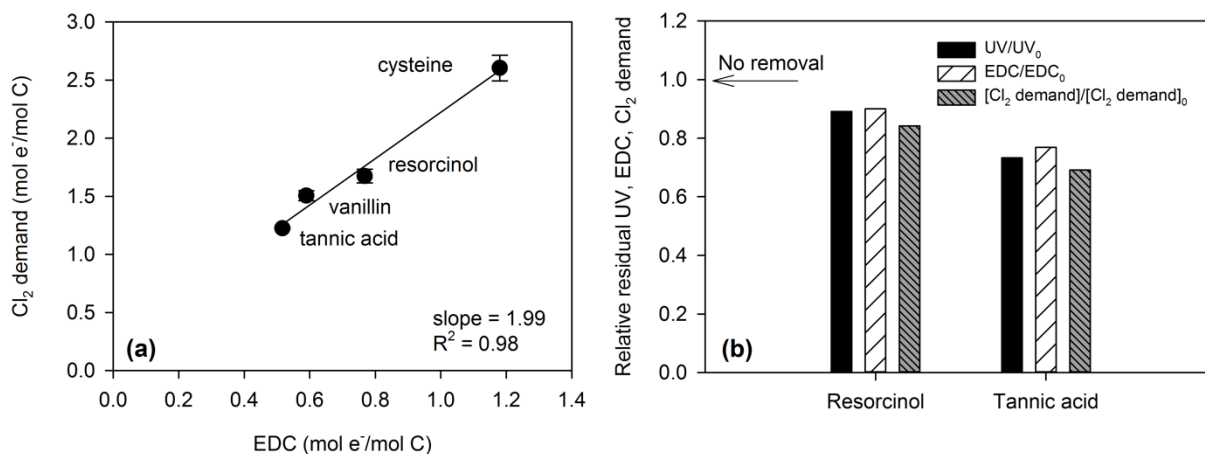 3.0
2.5
2.0
1.5
1.0
0.5
0.0
Cl₂ demand (mol e⁻/mol C)
cysteine
resorcinol
vanillin
tannic acid
slope = 1.99
R² = 0.98
(a)
0.0 0.2 0.4 0.6 0.8 1.0 1.2 1.4
EDC (mol e⁻/mol C)
1.2
1.0
0.8
0.6
0.4
0.2
0.0
Relative residual UV, EDC, Cl₂ demand
No removal
UV/UV₀
EDC/EDC₀
[Cl₂ demand]/[Cl₂ demand]₀
(b)
Resorcinol Tannic acid